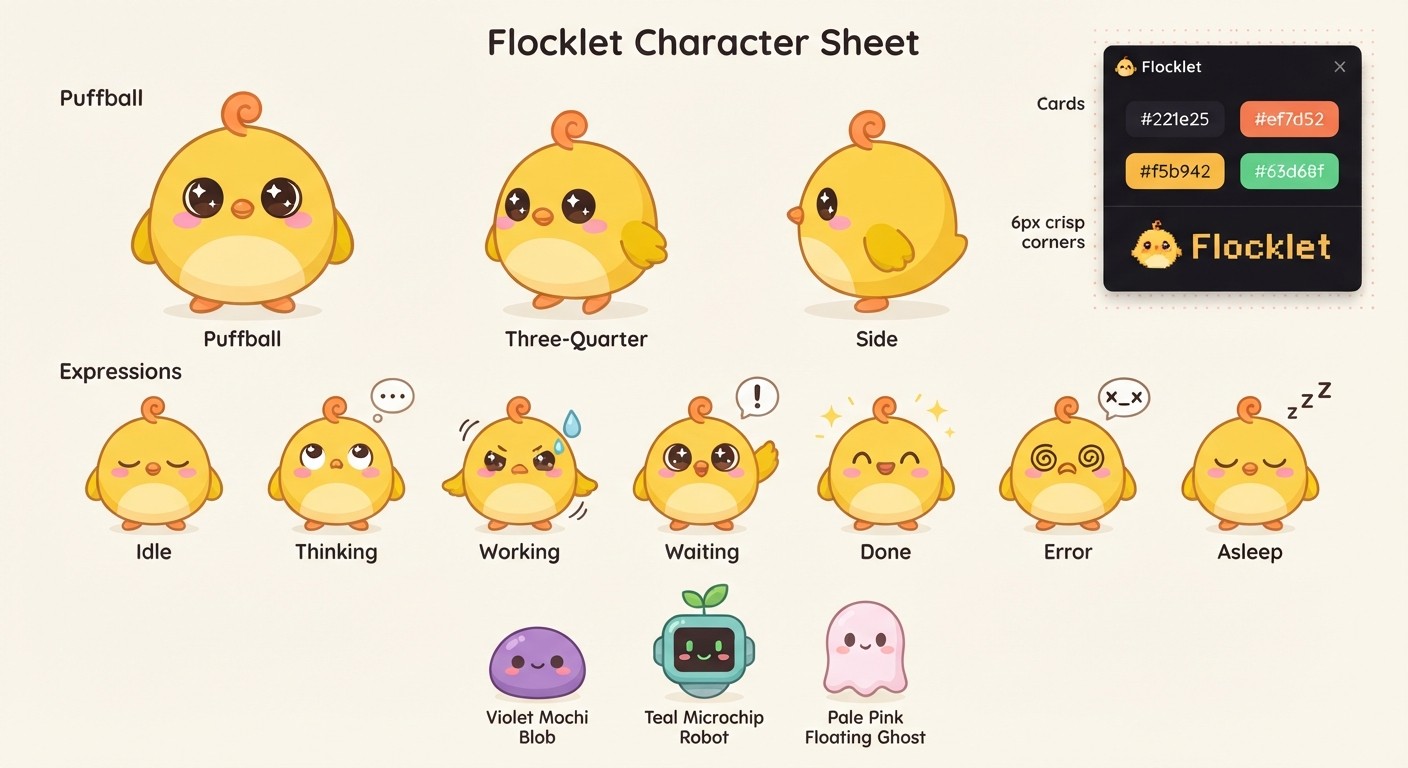 Flocklet Character Sheet
Puffball
Puffball
Three-Quarter
Side
Cards
Flocklet
#221e25
#ef7d52
#f5b942
#63d68f
6px crisp
corners
Flocklet
Expressions
...
!
x_x
z z z
Idle
Thinking
Working
Waiting
Done
Error
Asleep
Violet Mochi
Blob
Teal Microchip
Robot
Pale Pink
Floating Ghost